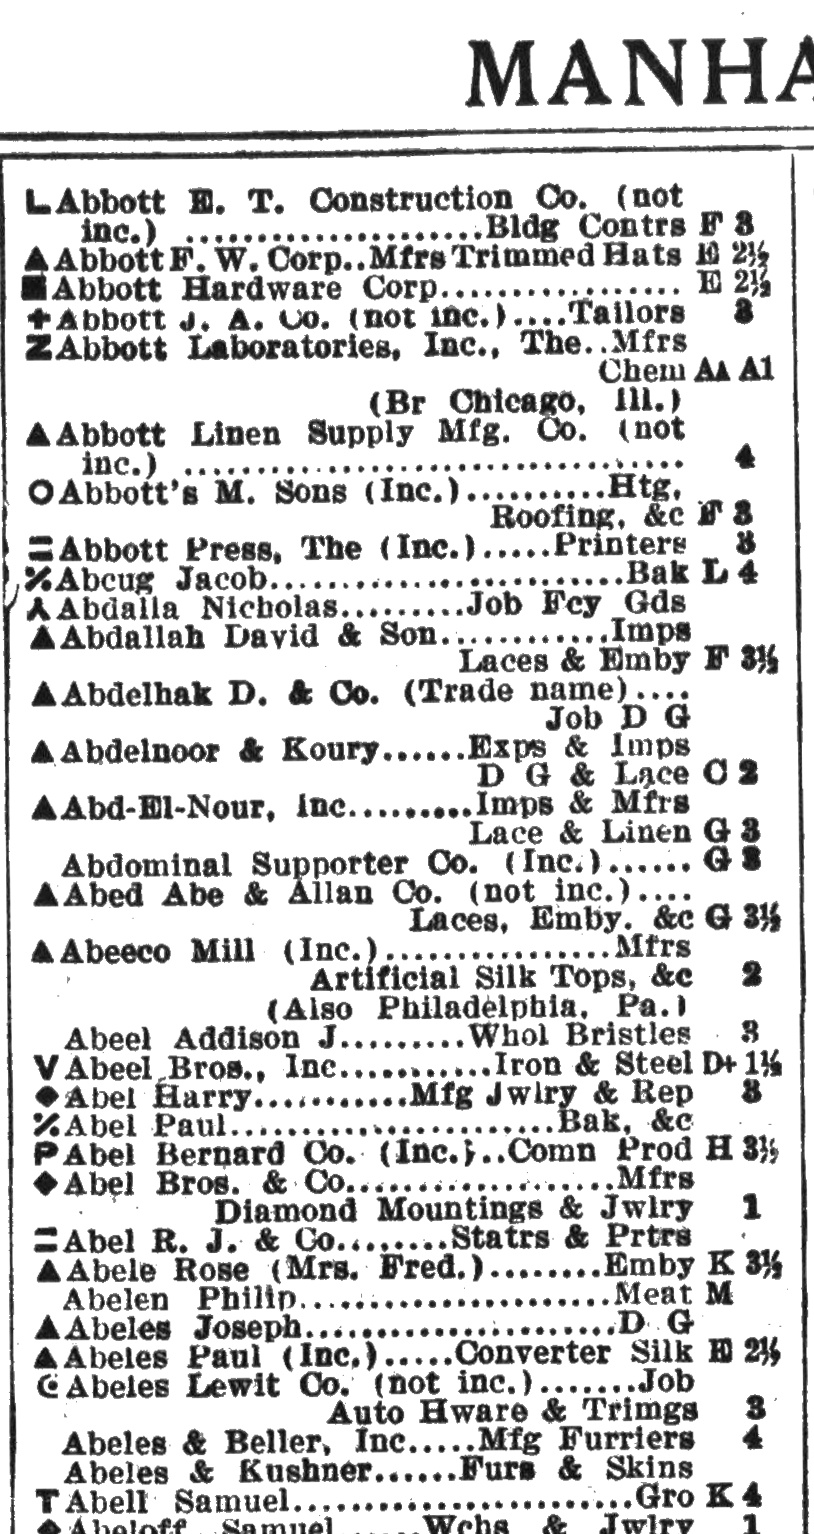 MANHA
L Abbott E. T. Construction Co. (not
inc.) .....................Bldg Contrs F 3
▲ Abbott F. W. Corp..Mfrs Trimmed Hats E 2½
■ Abbott Hardware Corp................. E 2½
✚ Abbott J. A. Co. (not inc.)....Tailors 3
Z Abbott Laboratories, Inc., The..Mfrs
Chem AA A1
(Br Chicago, Ill.)
▲ Abbott Linen Supply Mfg. Co. (not
inc.) ................................... 4
O Abbott's M. Sons (Inc.)..........Htg,
Roofing, &c F 3
= Abbott Press, The (Inc.).....Printers 3
% Abcug Jacob.........................Bak L 4
⅄ Abdalla Nicholas.........Job Fcy Gds
▲ Abdallah David & Son............Imps
Laces & Emby F 3½
▲ Abdelhak D. & Co. (Trade name)....
Job D G
▲ Abdelnoor & Koury......Exps & Imps
D G & Lace C 2
▲ Abd-El-Nour, Inc.........Imps & Mfrs
Lace & Linen G 3
Abdominal Supporter Co. (Inc.)...... G 3
▲ Abed Abe & Allan Co. (not inc.)....
Laces, Emby. &c G 3½
▲ Abeeco Mill (Inc.)................Mfrs
Artificial Silk Tops, &c 2
(Also Philadelphia, Pa.)
Abeel Addison J.........Whol Bristles 3
V Abeel Bros., Inc...........Iron & Steel D+ 1½
◆ Abel Harry...........Mfg Jwlry & Rep 3
% Abel Paul.......................Bak, &c
P Abel Bernard Co. (Inc.)..Comn Prod H 3½
◆ Abel Bros. & Co...................Mfrs
Diamond Mountings & Jwlry 1
= Abel R. J. & Co........Statrs & Prtrs
▲ Abele Rose (Mrs. Fred.)........Emby K 3½
Abelen Philip......................Meat M
▲ Abeles Joseph......................D G
▲ Abeles Paul (Inc.).....Converter Silk E 2½
☪ Abeles Lewit Co. (not inc.).......Job
Auto Hware & Trimgs 3
Abeles & Beller, Inc.....Mfg Furriers 4
Abeles & Kushner......Furs & Skins
T Abell Samuel........................Gro K 4
◆ Abeloff Samuel......Wchs & Jwlry 1